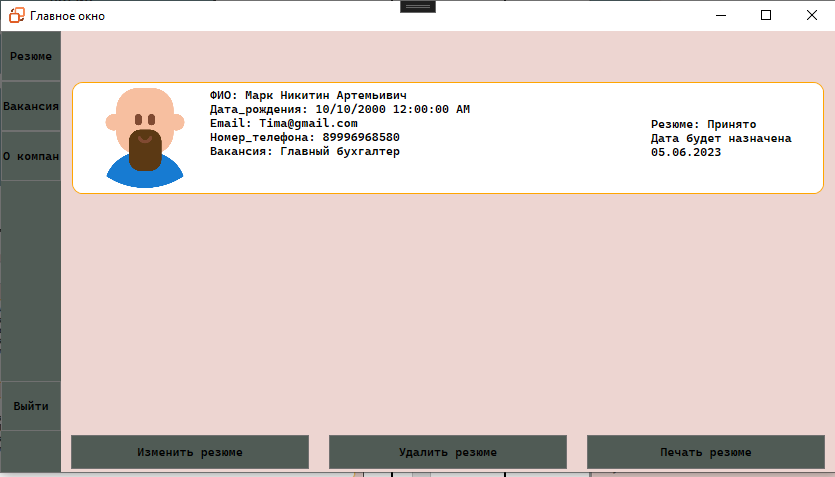 Главное окно
Резюме
Вакансия
О компан
Выйти
ФИО: Марк Никитин Артемьивич
Дата_рождения: 10/10/2000 12:00:00 AM
Email: Tima@gmail.com
Номер_телефона: 89996968580
Вакансия: Главный бухгалтер
Резюме: Принято
Дата будет назначена
05.06.2023
Изменить резюме
Удалить резюме
Печать резюме